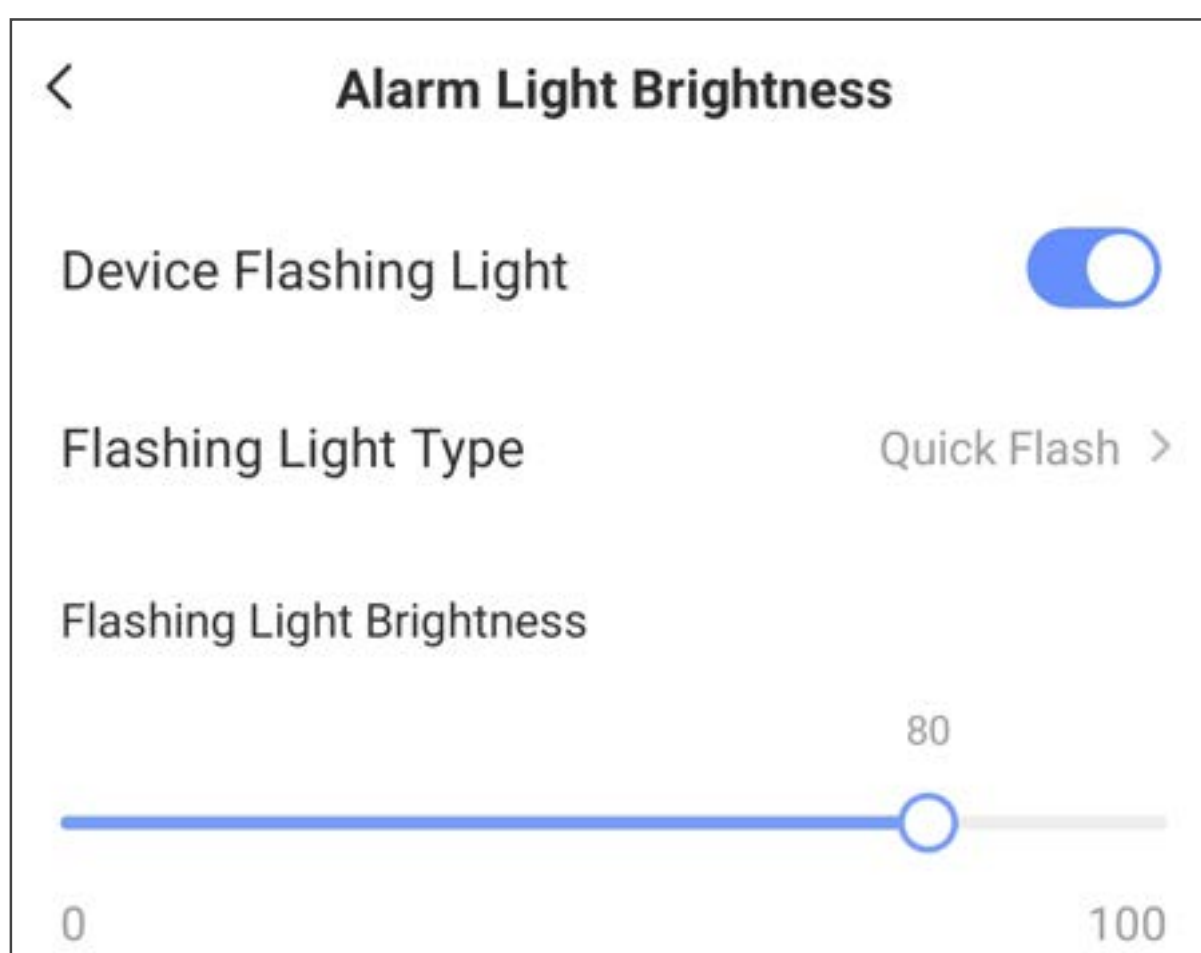 Alarm Light Brightness
Device Flashing Light
Flashing Light Type Quick Flash >
Flashing Light Brightness
80
0 100